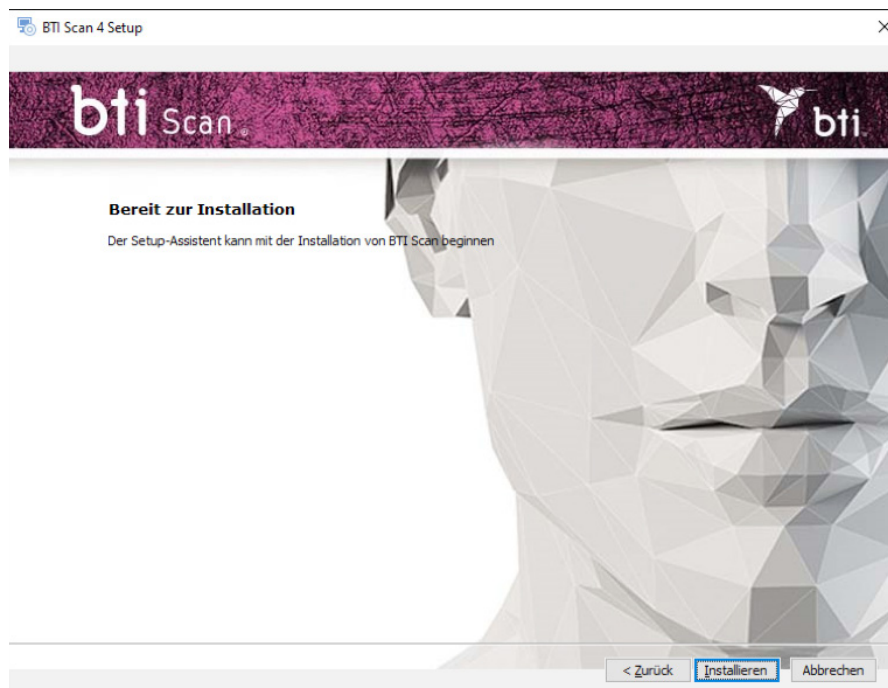 BTI Scan 4 Setup
bti Scan®
bti
Bereit zur Installation
Der Setup-Assistent kann mit der Installation von BTI Scan beginnen
< Zurück Installieren Abbrechen